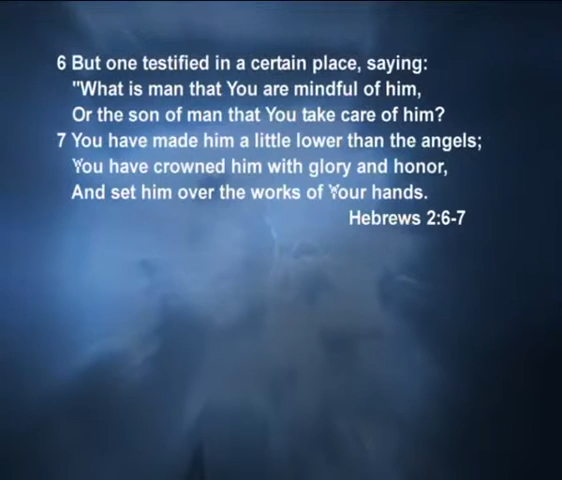 6 But one testified in a certain place, saying:
"What is man that You are mindful of him,
Or the son of man that You take care of him?
7 You have made him a little lower than the angels;
You have crowned him with glory and honor,
And set him over the works of Your hands.
Hebrews 2:6-7